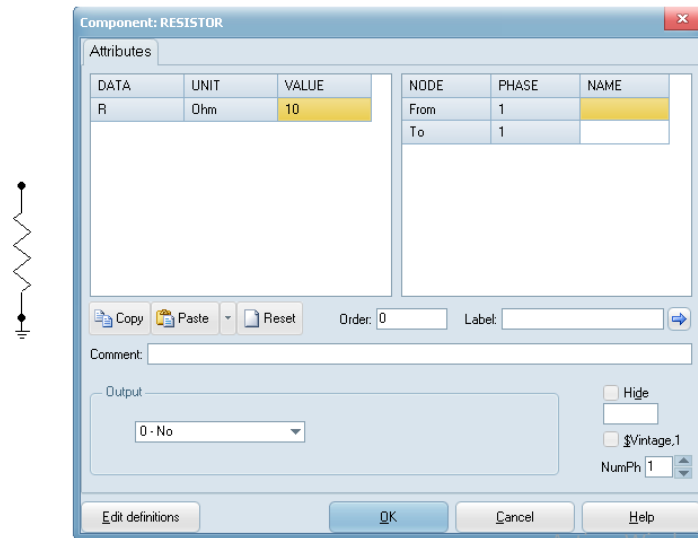 Component: RESISTOR
Attributes
DATA UNIT VALUE
R Ohm 10
NODE PHASE NAME
From 1
To 1
Copy Paste Reset Order: 0 Label:
Comment:
Output
0 - No
Hide
$Vintage,1
NumPh 1
Edit definitions OK Cancel Help